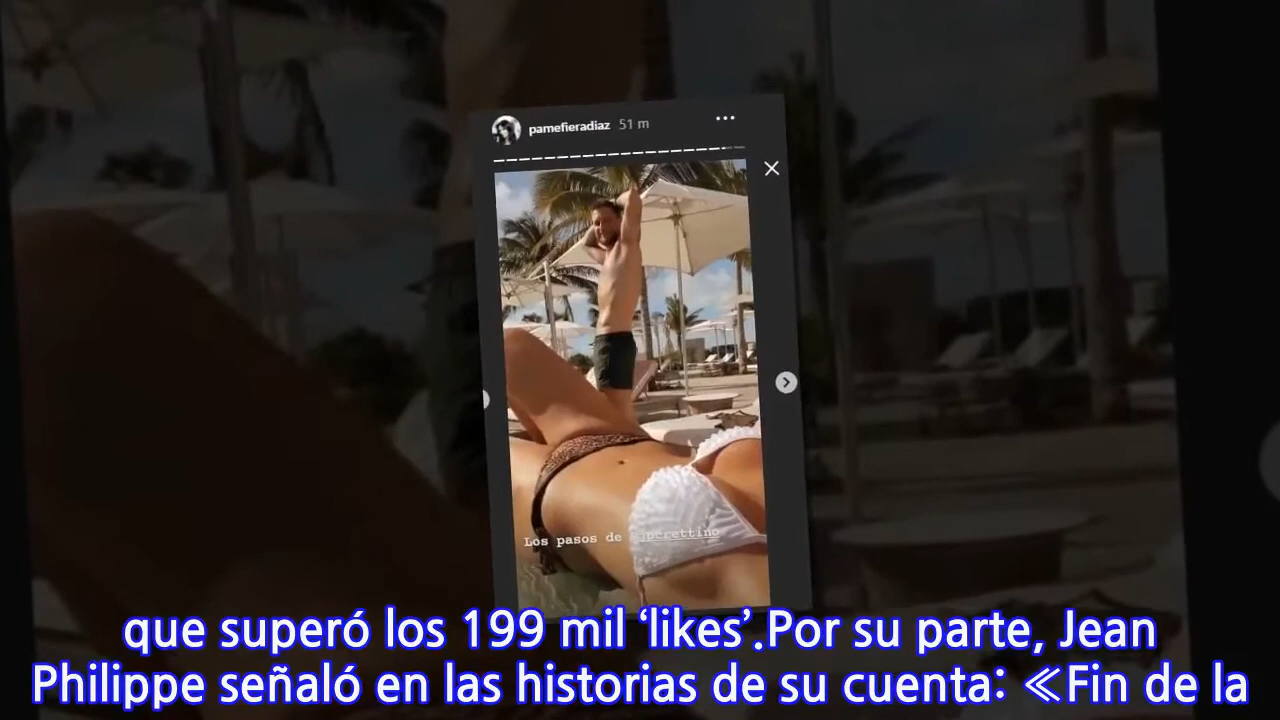 pamefieradiaz 51 m
Los pasos de
que superó los 199 mil ‘likes’.Por su parte, Jean
Philippe señaló en las historias de su cuenta: ≪Fin de la